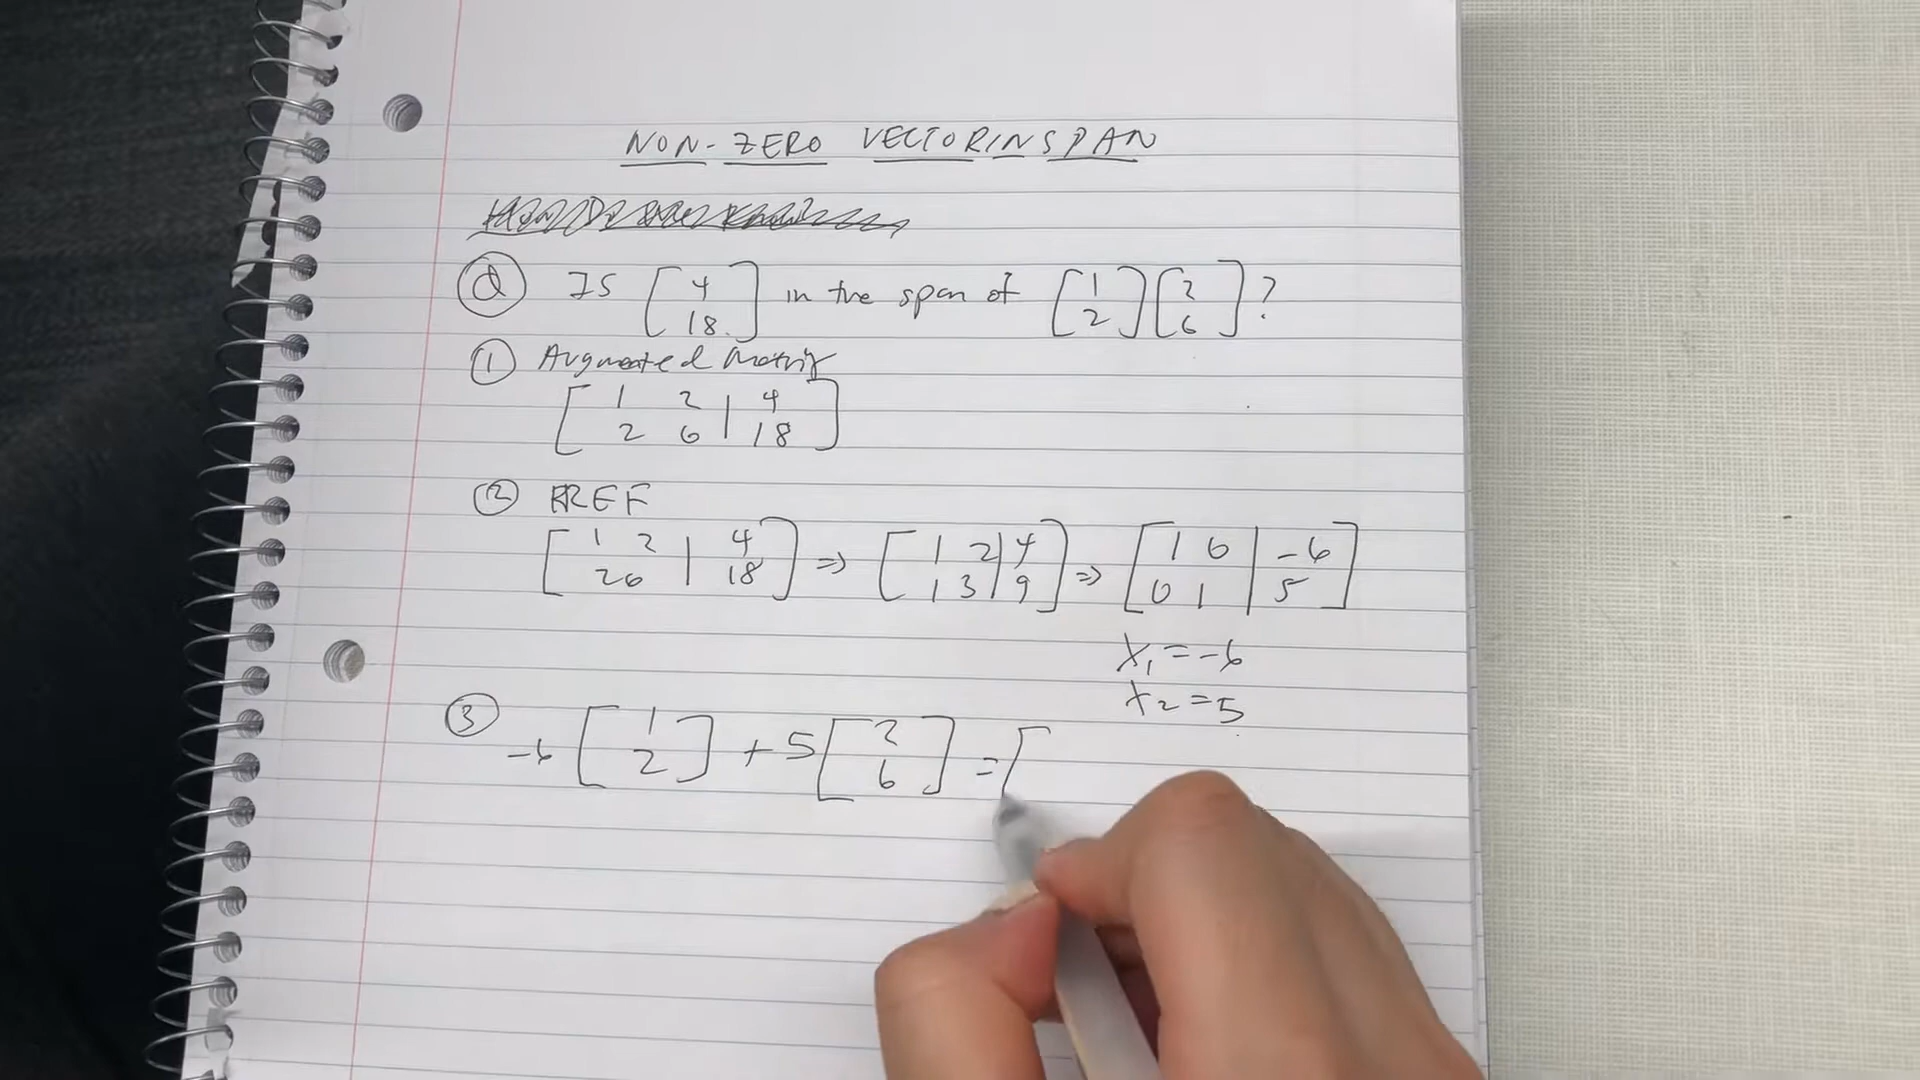 NON-ZERO VECTOR IN SPAN
Q IS [4 18] in the span of [1 2] [2 6]?
1 Augmented Matrix
[1 2 | 4
2 6 | 18]
2 RREF
[1 2 | 4 ⇒ [1 2 | 4 ⇒ [1 0 | -6
2 6 | 18] 1 3 | 9] 0 1 | 5]
x₁ = -6
x₂ = 5
3 -6 [1 2] + 5 [2 6] = [